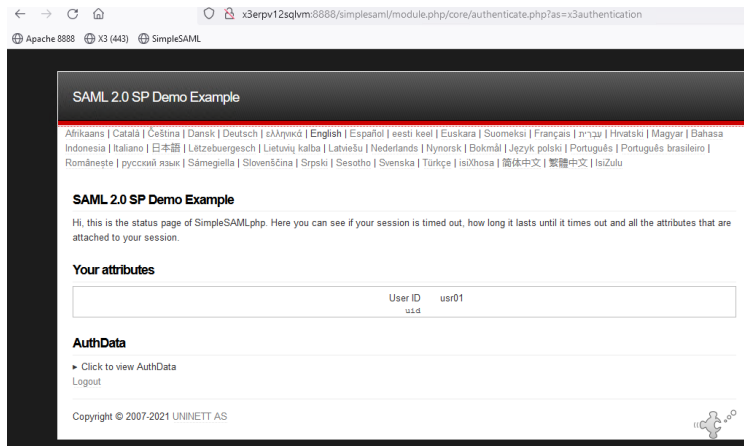 x3erpv12sqlvm:8888/simplesaml/module.php/core/authenticate.php?as=x3authentication
Apache 8888 X3 (443) SimpleSAML
SAML 2.0 SP Demo Example
Afrikaans | Català | Čeština | Dansk | Deutsch | ελληνικά | English | Español | eesti keel | Euskara | Suomeksi | Français | עִבְרִית | Hrvatski | Magyar | Bahasa
Indonesia | Italiano | 日本語 | Lëtzebuergesch | Lietuvių kalba | Latviešu | Nederlands | Nynorsk | Bokmål | Język polski | Português | Português brasileiro |
Românește | русский язык | Sámegiella | Slovenščina | Srpski | Sesotho | Svenska | Türkçe | isiXhosa | 简体中文 | 繁體中文 | IsiZulu
SAML 2.0 SP Demo Example
Hi, this is the status page of SimpleSAMLphp. Here you can see if your session is timed out, how long it lasts until it times out and all the attributes that are
attached to your session.
Your attributes
User ID usr01
uid
AuthData
▸ Click to view AuthData
Logout
Copyright © 2007-2021 UNINETT AS